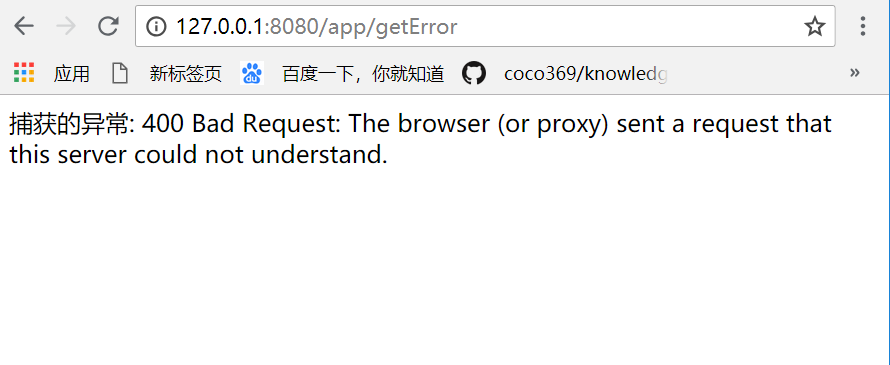 127.0.0.1:8080/app/getError
应用 新标签页 百度一下，你就知道 coco369/knowledg »
捕获的异常: 400 Bad Request: The browser (or proxy) sent a request that
this server could not understand.